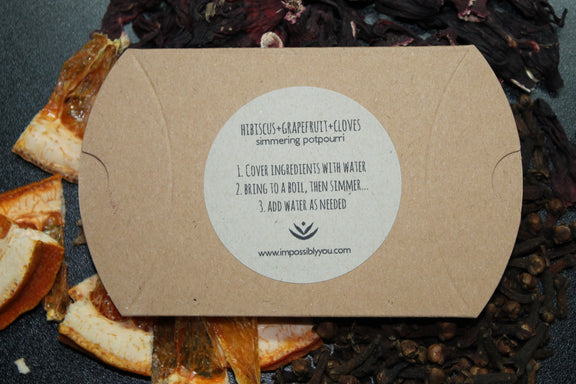 HIBISCUS+GRAPEFRUIT+CLOVES
simmering potpourri
1. COVER INGREDIENTS WITH WATER
2. BRING TO A BOIL, THEN SIMMER...
3. ADD WATER AS NEEDED
www.impossiblyyou.com